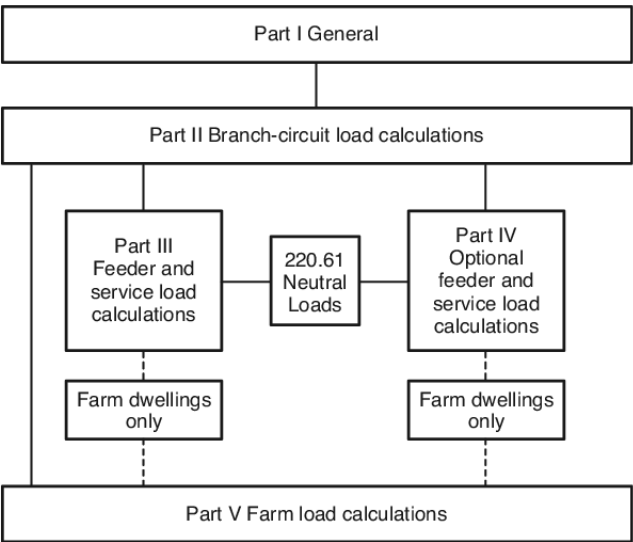 Part I General
Part II Branch-circuit load calculations
Part III
Feeder and
service load
calculations
220.61
Neutral
Loads
Part IV
Optional
feeder and
service load
calculations
Farm dwellings
only
Farm dwellings
only
Part V Farm load calculations